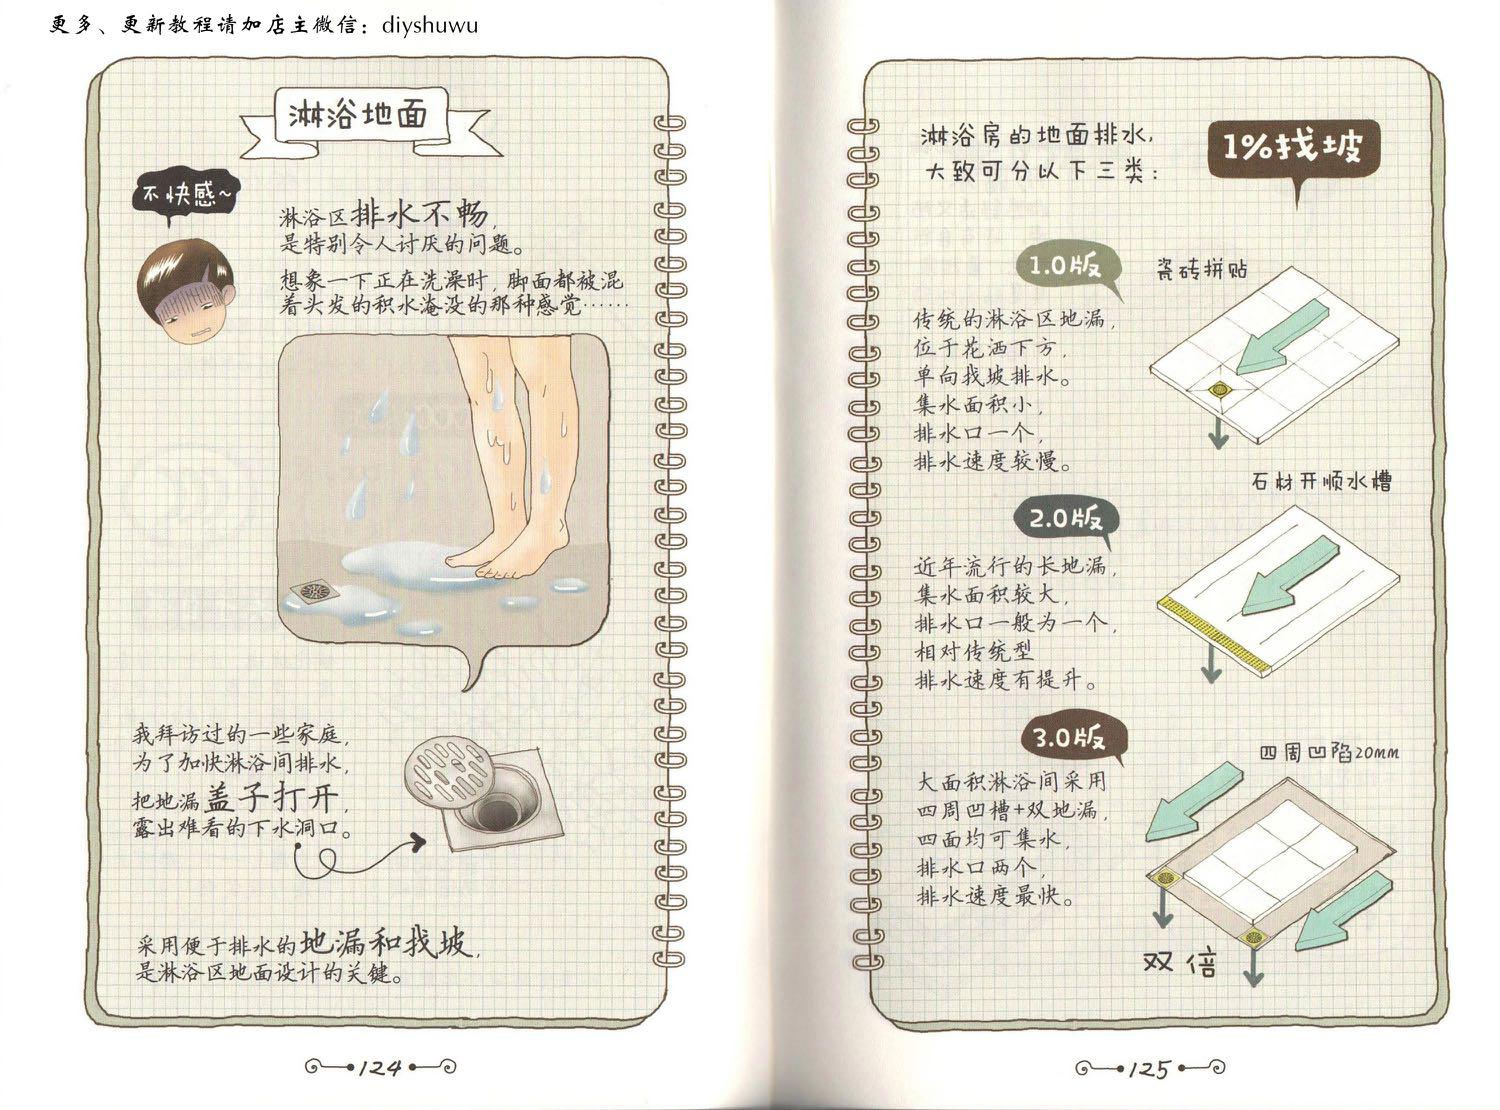 更多、更新教程请加店主微信：diyshuwu
淋浴地面
不快感~
淋浴区排水不畅，
是特别令人讨厌的问题。
想象一下正在洗澡时，脚面都被混
着头发的积水淹没的那种感觉……
我拜访过的一些家庭，
为了加快淋浴间排水，
把地漏盖子打开，
露出难看的下水洞口。
采用便于排水的地漏和找坡，
是淋浴区地面设计的关键。
124
淋浴房的地面排水，
大致可分以下三类：
1%找坡
1.0版
瓷砖拼贴
传统的淋浴区地漏，
位于花洒下方，
单向找坡排水。
集水面积小，
排水口一个，
排水速度较慢。
石材开顺水槽
2.0版
近年流行的长地漏，
集水面积较大，
排水口一般为一个，
相对传统型
排水速度有提升。
3.0版
四周凹陷20mm
大面积淋浴间采用
四周凹槽+双地漏，
四面均可集水，
排水口两个，
排水速度最快。
双倍
125